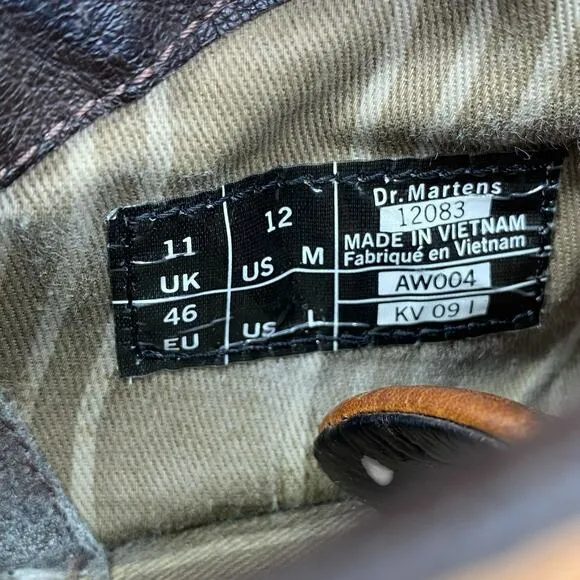 11
UK
46
EU
12
US M
US L
Dr. Martens
12083
MADE IN VIETNAM
Fabriqué en Vietnam
AW004
KV 09 I